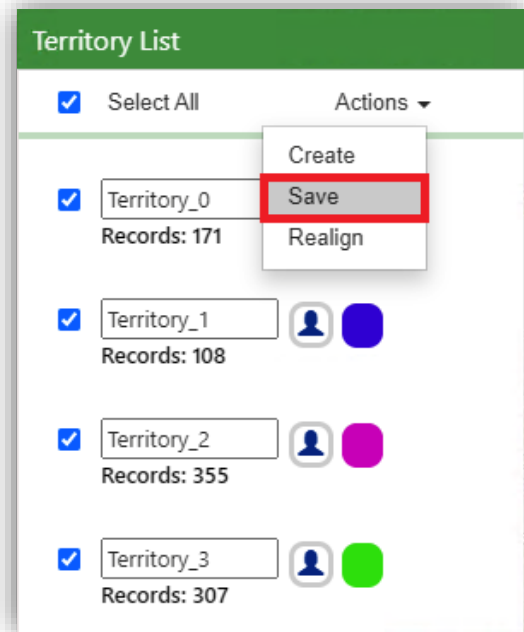 Territory List
Select All Actions
Create
Territory_0 Save
Records: 171 Realign
Territory_1
Records: 108
Territory_2
Records: 355
Territory_3
Records: 307